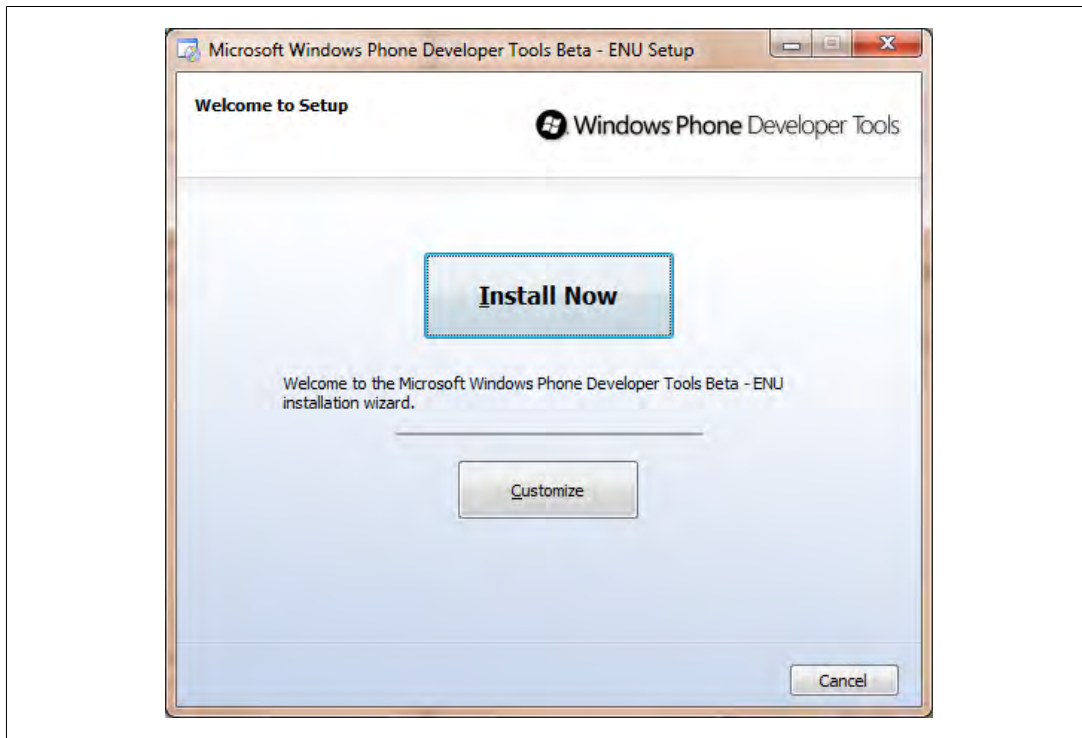 Microsoft Windows Phone Developer Tools Beta - ENU Setup
Welcome to Setup
Windows Phone Developer Tools
Install Now
Welcome to the Microsoft Windows Phone Developer Tools Beta - ENU
installation wizard.
Customize
Cancel